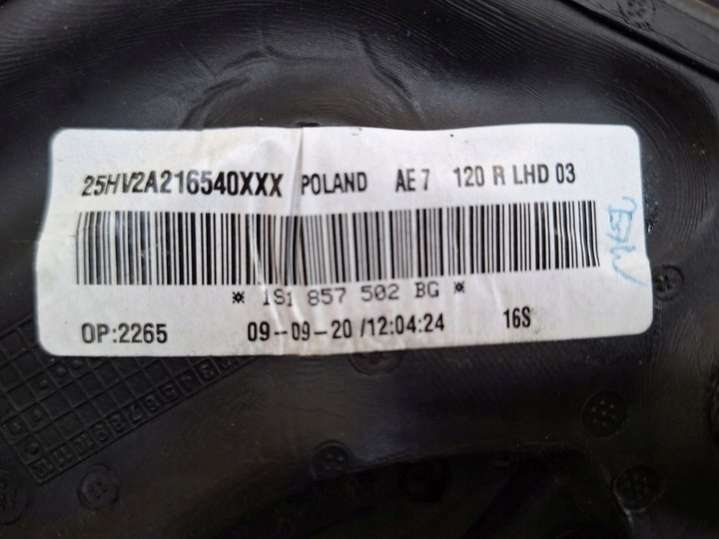 25HV2A216540XXX POLAND AE 7 120 R LHD 03
* 1S1 857 502 BG *
OP:2265 09-09-20 /12:04:24 16S